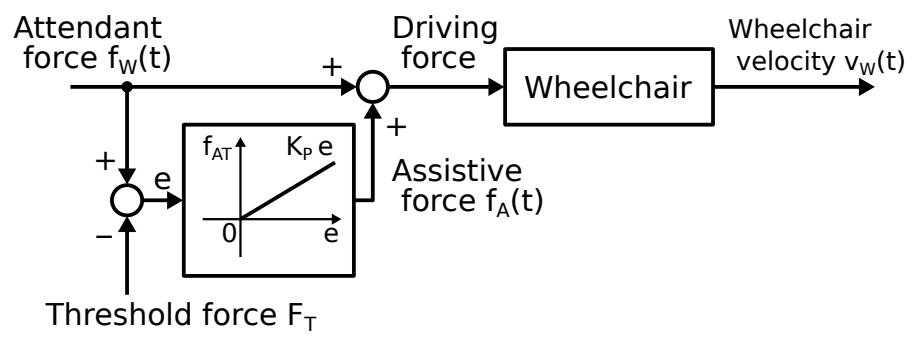 Attendant
force f_W(t)
Driving
force
Wheelchair
velocity v_W(t)
+
Wheelchair
+
+
e
f_AT
K_P e
0
e
Assistive
force f_A(t)
−
Threshold force F_T